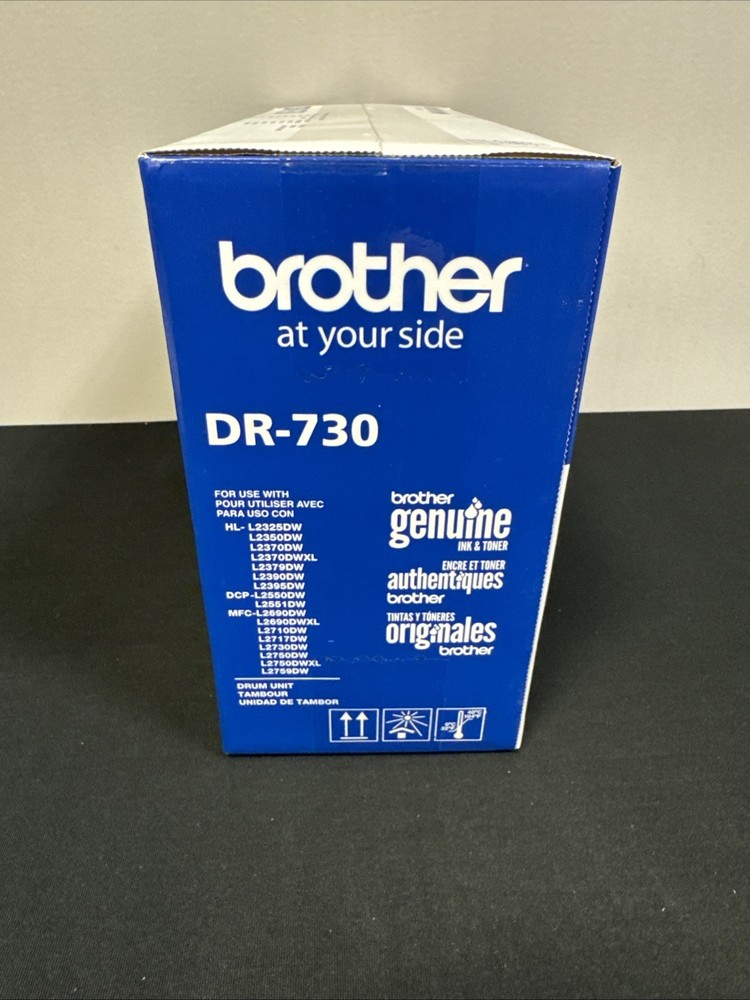 brother
at your side
DR-730
FOR USE WITH
POUR UTILISER AVEC
PARA USO CON
HL- L2325DW
L2350DW
L2370DW
L2370DWXL
L2379DW
L2390DW
L2395DW
DCP-L2550DW
L2551DW
MFC-L2690DW
L2690DWXL
L2710DW
L2717DW
L2730DW
L2750DW
L2750DWXL
L2759DW
DRUM UNIT
TAMBOUR
UNIDAD DE TAMBOR
brother
genuine
INK & TONER
ENCRE ET TONER
authentiques
brother
TINTAS Y TÓNERES
originales
brother